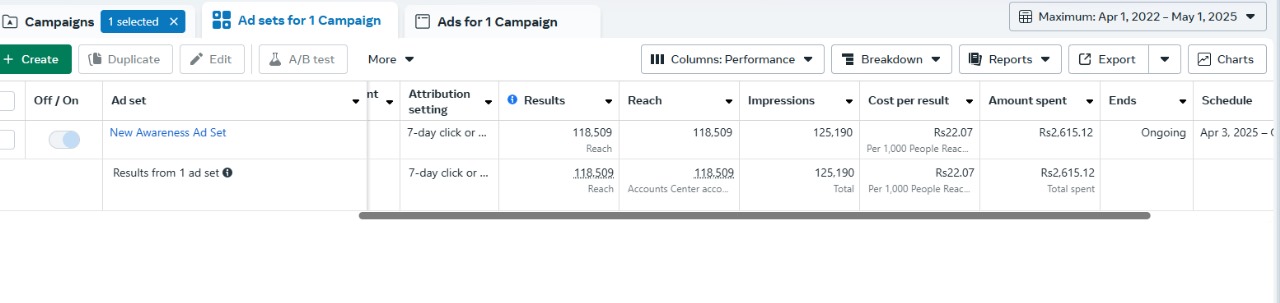 Campaigns 1 selected × Ad sets for 1 Campaign Ads for 1 Campaign Maximum: Apr 1, 2022 – May 1, 2025
+ Create Duplicate Edit A/B test More Columns: Performance Breakdown Reports Export Charts
Off / On Ad set nt Attribution setting Results Reach Impressions Cost per result Amount spent Ends Schedule
New Awareness Ad Set 7-day click or ... 118,509 118,509 125,190 Rs22.07 Rs2,615.12 Ongoing Apr 3, 2025 –
Reach Per 1,000 People Reac...
Results from 1 ad set 7-day click or ... 118,509 118,509 125,190 Rs22.07 Rs2,615.12
Reach Accounts Center acco... Total Per 1,000 People Reac... Total spent